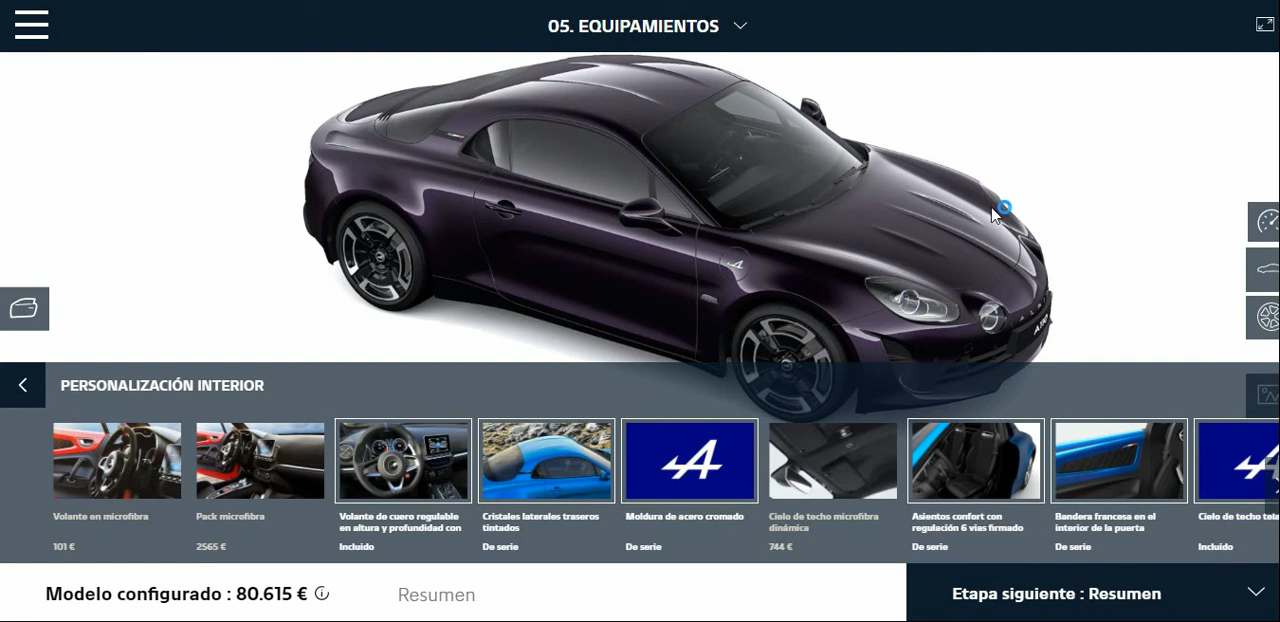 05. EQUIPAMIENTOS
PERSONALIZACIÓN INTERIOR
Volante en microfibra
101 €
Pack microfibra
2565 €
Volante de cuero regulable
en altura y profundidad con
Incluido
Cristales laterales traseros
tintados
De serie
Moldura de acero cromado
De serie
Cielo de techo microfibra
dinámica
744 €
Asientos confort con
regulación 6 vias firmado
De serie
Bandera francesa en el
interior de la puerta
De serie
Cielo de techo tela
Incluido
Modelo configurado : 80.615 €
Resumen
Etapa siguiente : Resumen